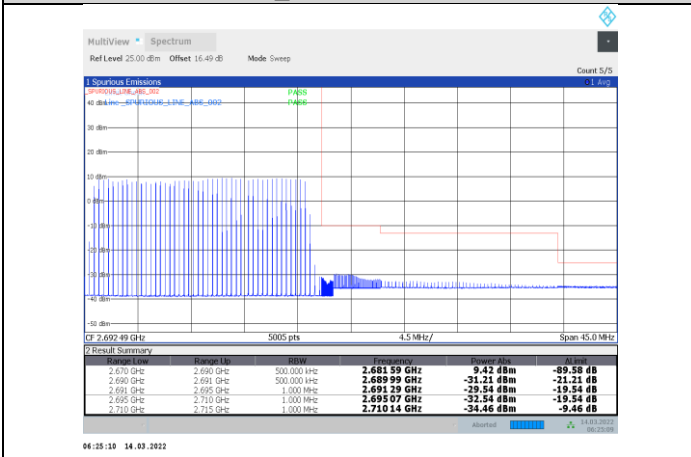 MultiView Spectrum
Ref Level 25.00 dBm Offset 16.49 dB Mode Sweep
Count 5/5
1 Spurious Emissions 1 Avg
_SPURIOUS_LINE_ABS_002 PASS
40 dBm Line _SPURIOUS_LINE_ABS_002 PASS
30 dBm
20 dBm
10 dBm
0 dBm
-10 dBm
-20 dBm
-30 dBm
-40 dBm
-50 dBm
CF 2.692 49 GHz 5005 pts 4.5 MHz/ Span 45.0 MHz
2 Result Summary
Range Low Range Up RBW Frequency Power Abs ΔLimit
2.670 GHz 2.690 GHz 500.000 kHz 2.681 59 GHz 9.42 dBm -89.58 dB
2.690 GHz 2.691 GHz 500.000 kHz 2.689 99 GHz -31.21 dBm -21.21 dB
2.691 GHz 2.695 GHz 1.000 MHz 2.691 29 GHz -29.54 dBm -19.54 dB
2.695 GHz 2.710 GHz 1.000 MHz 2.695 07 GHz -32.54 dBm -19.54 dB
2.710 GHz 2.715 GHz 1.000 MHz 2.710 14 GHz -34.46 dBm -9.46 dB
Aborted 14.03.2022
06:25:09
06:25:10 14.03.2022